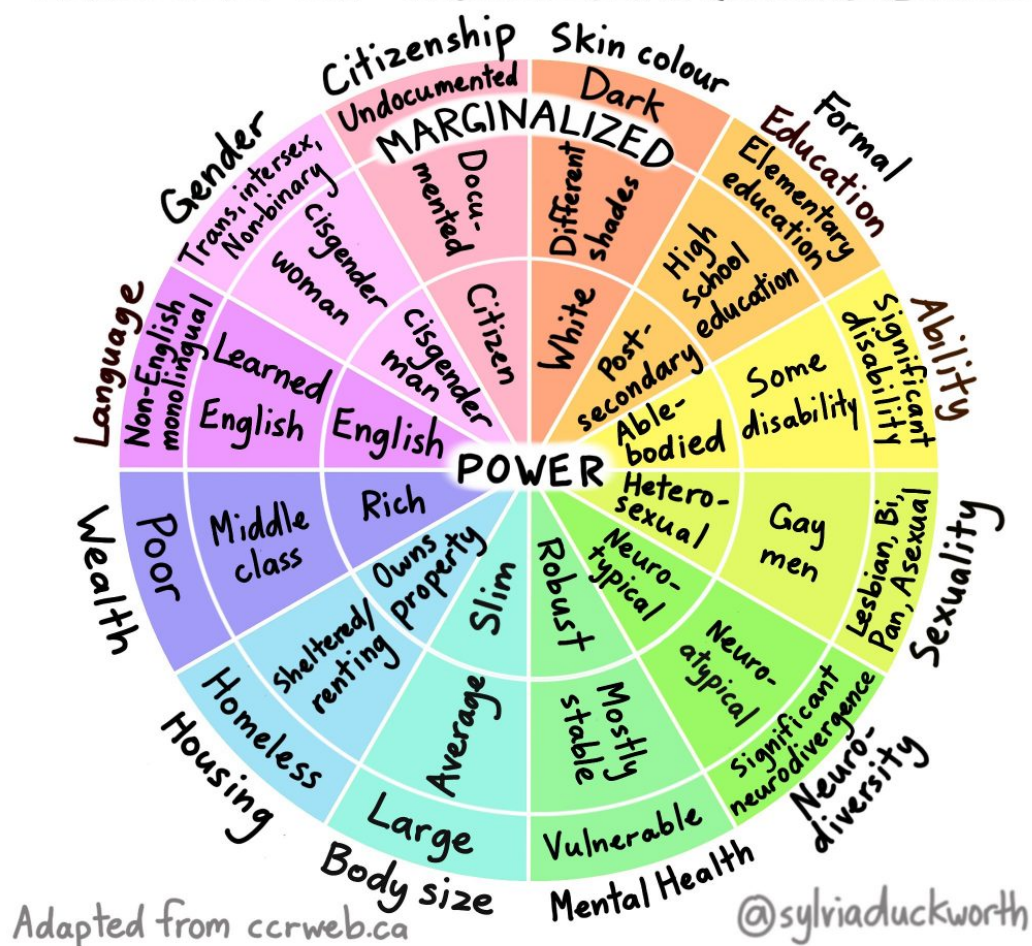 Citizenship
Undocumented
Docu-
mented
Citizen
Skin colour
Dark
Different
shades
White
Formal
Education
Elementary
education
High
school
education
Post-
secondary
Ability
Significant
disability
Some
disability
Able-
bodied
Sexuality
Lesbian, Bi,
Pan, Asexual
Gay
men
Hetero-
sexual
Neuro-
diversity
Significant
neurodivergence
Neuro-
atypical
Neuro-
typical
Mental Health
Vulnerable
Mostly
stable
Robust
Body size
Large
Average
Slim
Housing
Homeless
Sheltered/
renting
Owns
property
Wealth
Poor
Middle
class
Rich
Language
Non-English
monolingual
Learned
English
English
Gender
Trans, intersex,
Non-binary
cisgender
woman
cisgender
man
MARGINALIZED
POWER
Adapted from ccrweb.ca
@sylviaduckworth